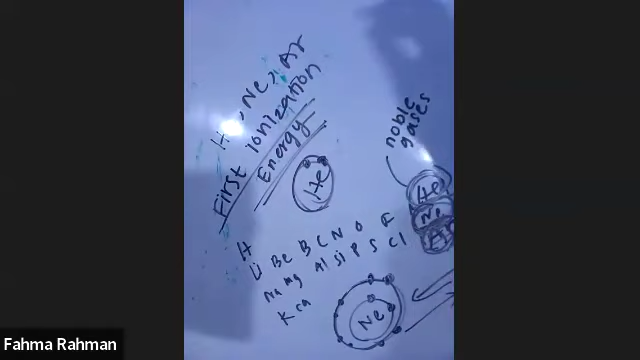 He, Ne, Ar
First ionization
Energy
He
noble
gases
He
Ne
Ar
H
Li Be B C N O F
Na Mg Al Si P S Cl
K Ca
Ne
Fahma Rahman